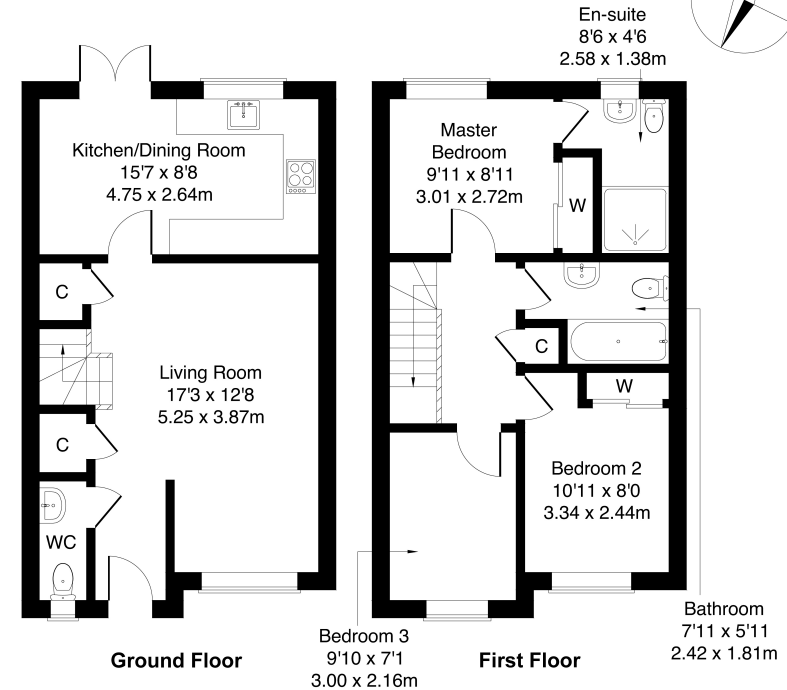 En-suite
8'6 x 4'6
2.58 x 1.38m
Kitchen/Dining Room
15'7 x 8'8
4.75 x 2.64m
Master
Bedroom
9'11 x 8'11
3.01 x 2.72m
W
C
C
Living Room
17'3 x 12'8
5.25 x 3.87m
W
C
Bedroom 2
10'11 x 8'0
3.34 x 2.44m
WC
Bedroom 3
9'10 x 7'1
3.00 x 2.16m
Bathroom
7'11 x 5'11
2.42 x 1.81m
Ground Floor
First Floor